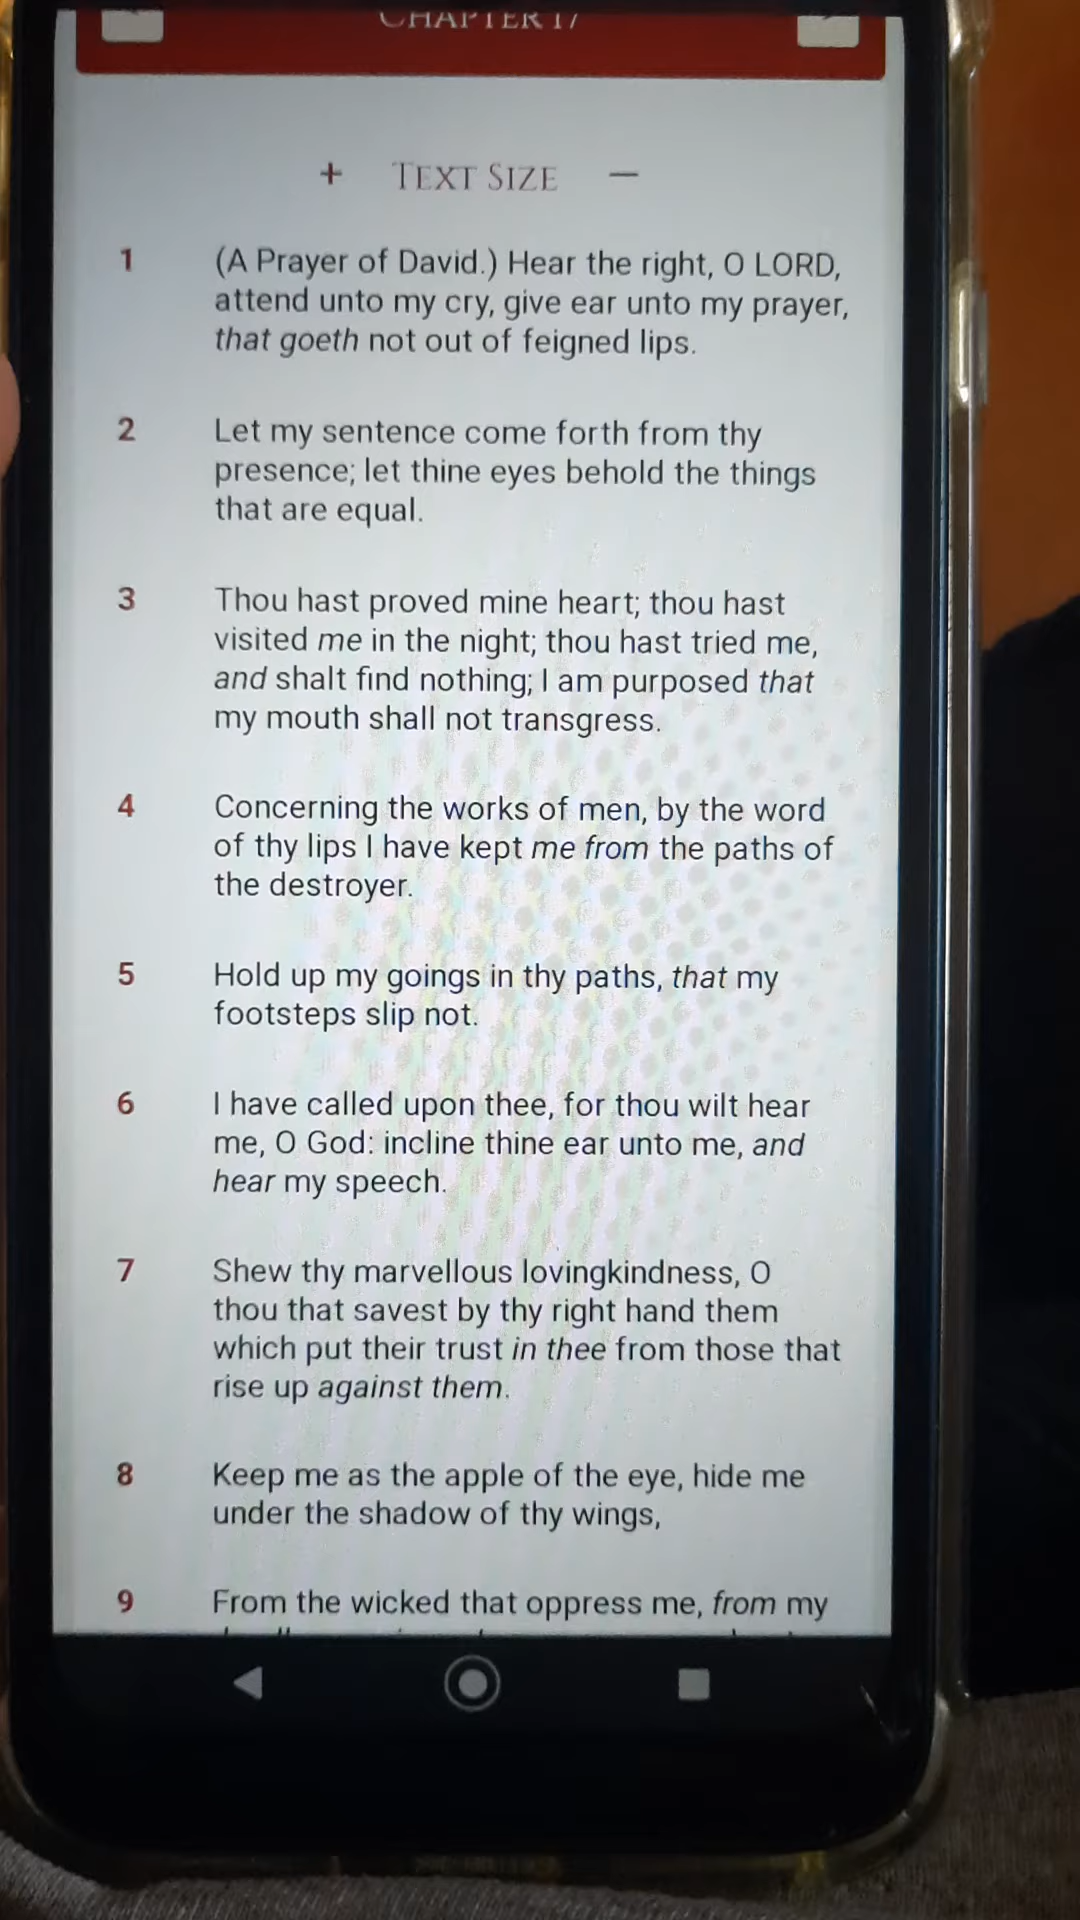 CHAPTER 17
+ TEXT SIZE −
1 (A Prayer of David.) Hear the right, O LORD,
attend unto my cry, give ear unto my prayer,
that goeth not out of feigned lips.
2 Let my sentence come forth from thy
presence; let thine eyes behold the things
that are equal.
3 Thou hast proved mine heart; thou hast
visited me in the night; thou hast tried me,
and shalt find nothing; I am purposed that
my mouth shall not transgress.
4 Concerning the works of men, by the word
of thy lips I have kept me from the paths of
the destroyer.
5 Hold up my goings in thy paths, that my
footsteps slip not.
6 I have called upon thee, for thou wilt hear
me, O God: incline thine ear unto me, and
hear my speech.
7 Shew thy marvellous lovingkindness, O
thou that savest by thy right hand them
which put their trust in thee from those that
rise up against them.
8 Keep me as the apple of the eye, hide me
under the shadow of thy wings,
9 From the wicked that oppress me, from my